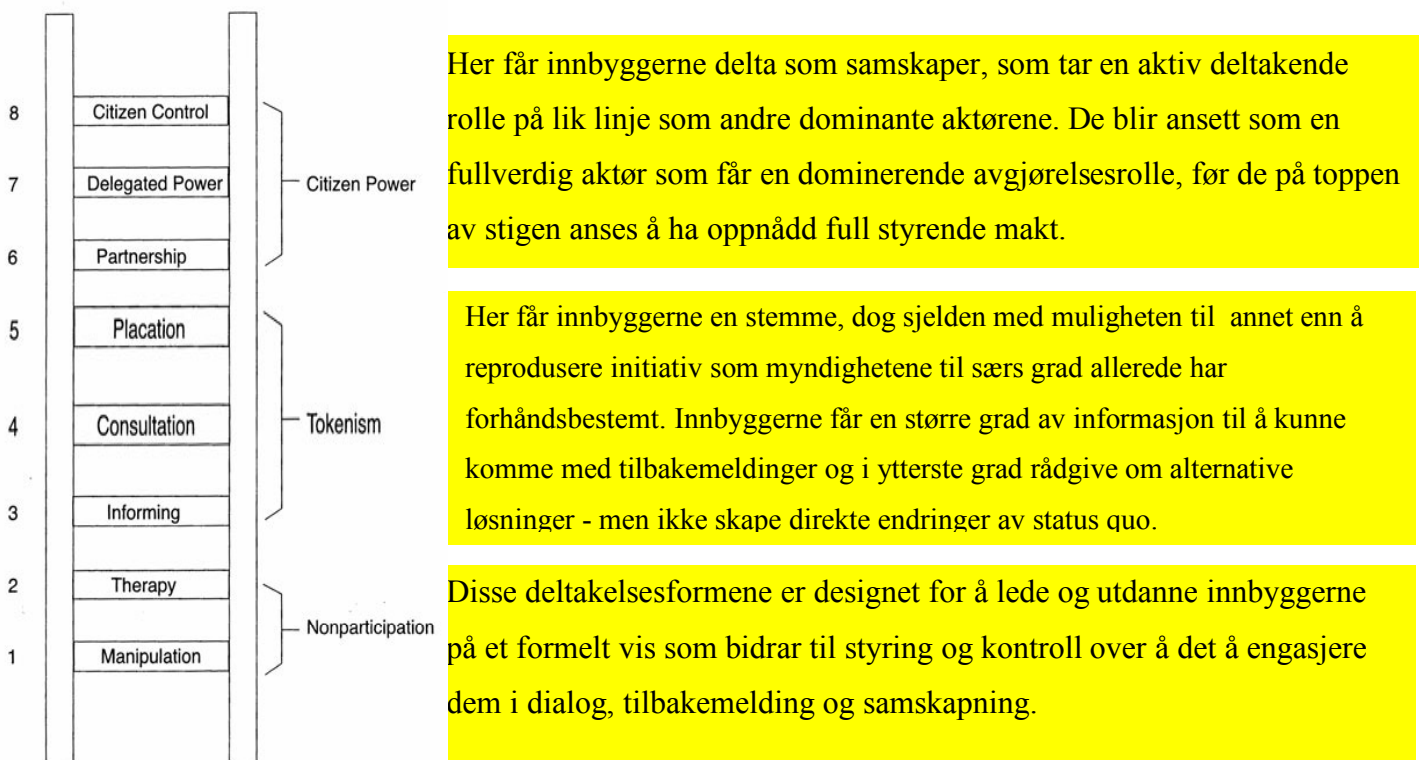 8 Citizen Control
7 Delegated Power
Citizen Power
6 Partnership
5 Placation
4 Consultation
Tokenism
3 Informing
2 Therapy
Nonparticipation
1 Manipulation
Her får innbyggerne delta som samskaper, som tar en aktiv deltakende
rolle på lik linje som andre dominante aktørene. De blir ansett som en
fullverdig aktør som får en dominerende avgjørelsesrolle, før de på toppen
av stigen anses å ha oppnådd full styrende makt.
Her får innbyggerne en stemme, dog sjelden med muligheten til annet enn å
reprodusere initiativ som myndighetene til særs grad allerede har
forhåndsbestemt. Innbyggerne får en større grad av informasjon til å kunne
komme med tilbakemeldinger og i ytterste grad rådgive om alternative
løsninger - men ikke skape direkte endringer av status quo.
Disse deltakelsesformene er designet for å lede og utdanne innbyggerne
på et formelt vis som bidrar til styring og kontroll over å det å engasjere
dem i dialog, tilbakemelding og samskapning.